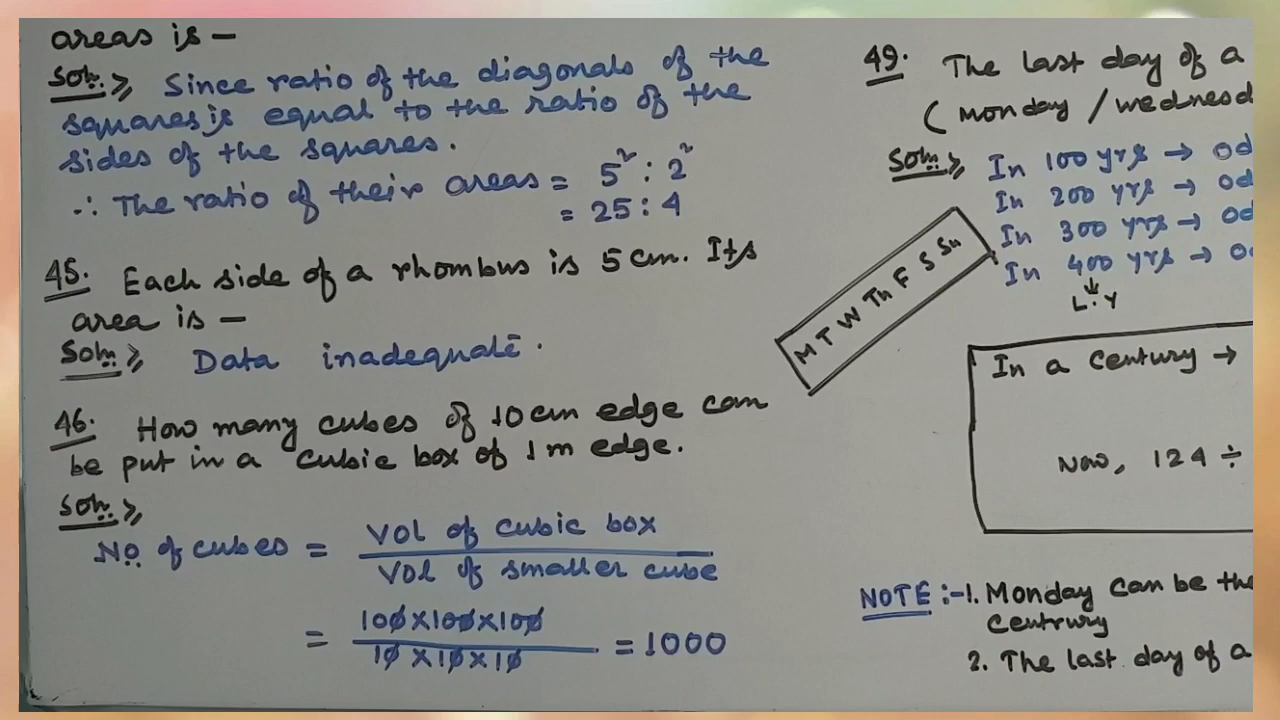 areas is —
Soln. ⇒ Since ratio of the diagonals of the
squares is equal to the ratio of the
sides of the squares.
∴ The ratio of their areas = 5² : 2²
= 25 : 4
45. Each side of a rhombus is 5 cm. Its
area is —
Soln. ⇒ Data inadequate.
46. How many cubes of 10 cm edge can
be put in a cubic box of 1 m edge.
Soln. ⇒
No. of cubes = Vol of cubic box
Vol of smaller cube
= 100 × 100 × 100
10 × 10 × 10 = 1000
49. The last day of a
( monday / wednesd
Soln. ⇒ In 100 yrs → od
In 200 yrs → od
In 300 yrs → od
In 400 yrs → o
L.Y
M T W Th F S Sn
In a century →
Now, 124 ÷
NOTE :- 1. Monday can be the
centrury
2. The last day of a